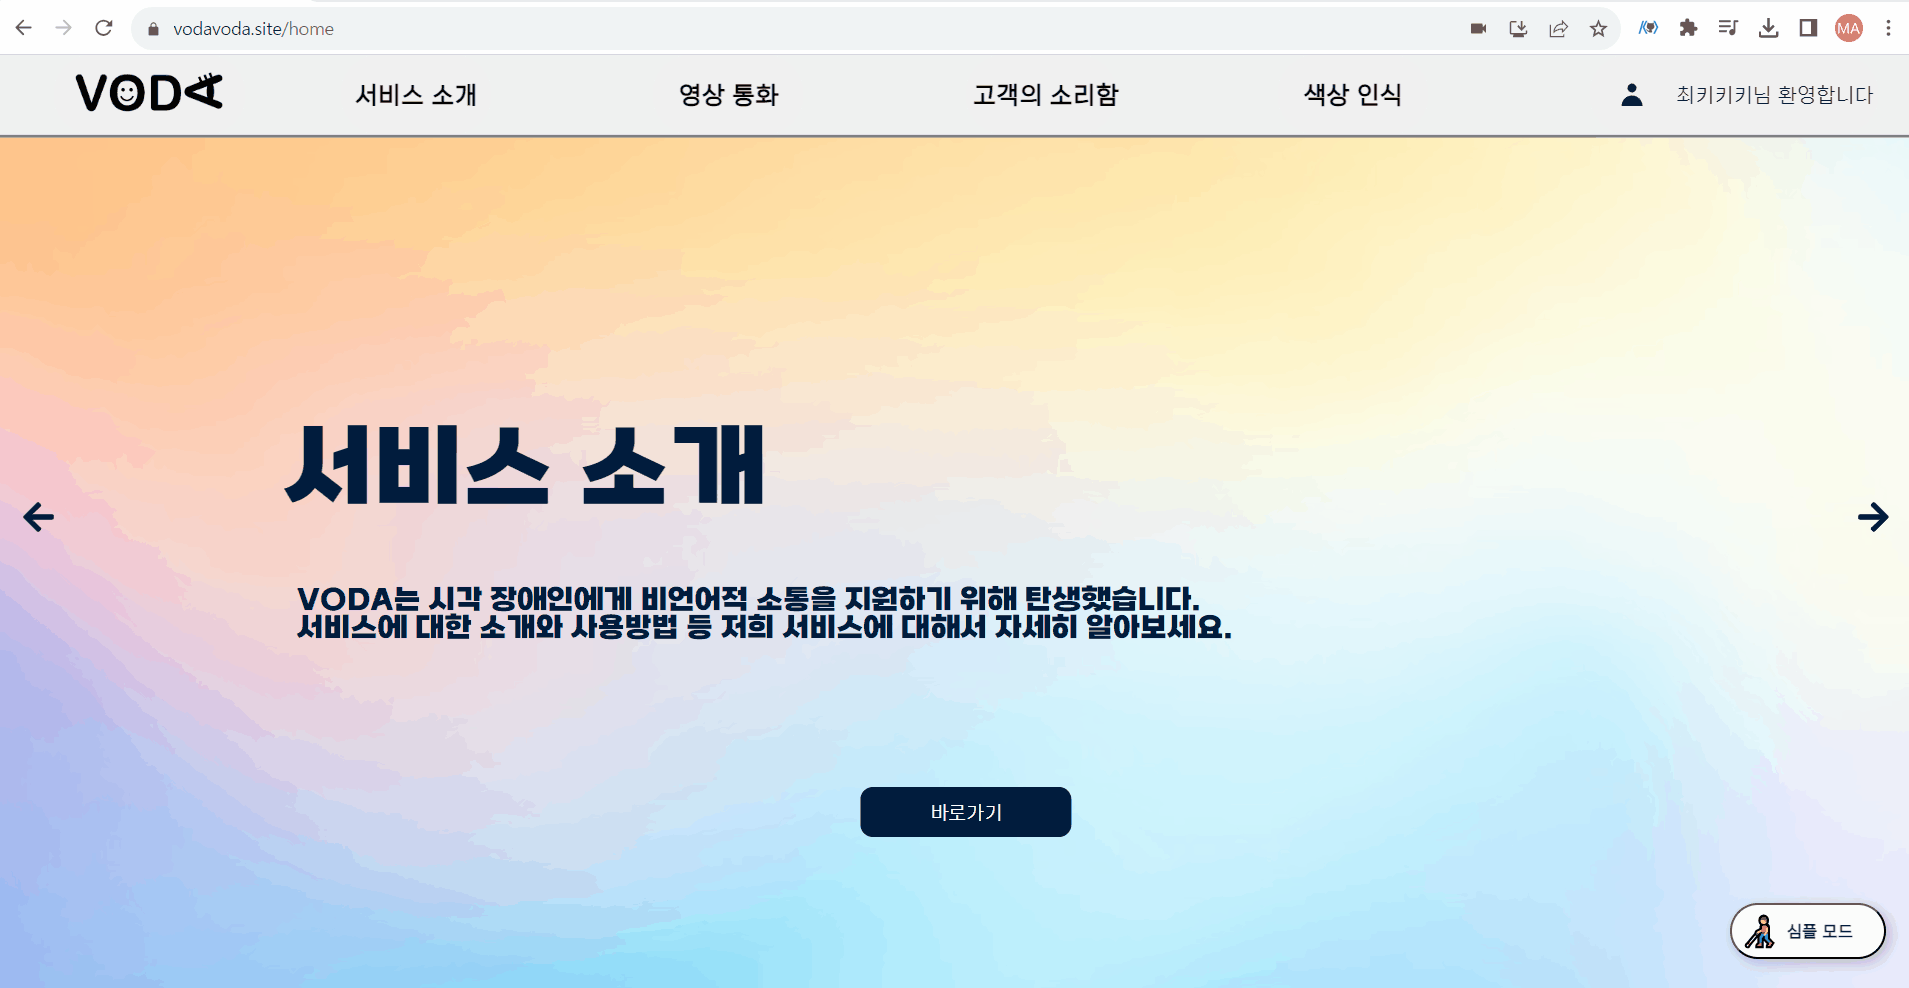 vodavoda.site/home
MA
VODA
서비스 소개
영상 통화
고객의 소리함
색상 인식
최키키키님 환영합니다
서비스 소개
VODA는 시각 장애인에게 비언어적 소통을 지원하기 위해 탄생했습니다.
서비스에 대한 소개와 사용방법 등 저희 서비스에 대해서 자세히 알아보세요.
바로가기
심플 모드